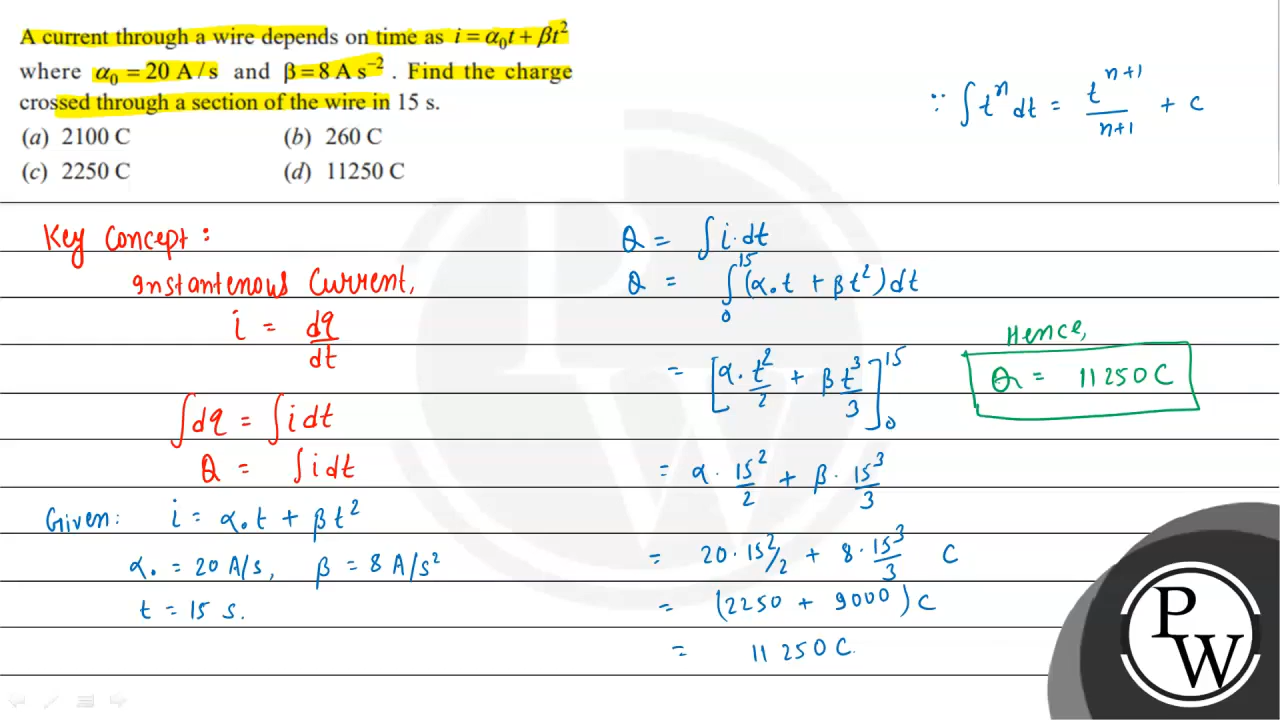 A current through a wire depends on time as i = α₀t + βt²
where α₀ = 20 A/s and β = 8 A s⁻² . Find the charge
crossed through a section of the wire in 15 s.
(a) 2100 C (b) 260 C
(c) 2250 C (d) 11250 C
∵ ∫tⁿ dt = tⁿ⁺¹/n+1 + c
Key Concept :
Instantenous Current,
i = dq/dt
∫dq = ∫i dt
Q = ∫i dt
Given: i = α₀t + βt²
α₀ = 20 A/s, β = 8 A/s²
t = 15 s.
Q = ∫i·dt
Q = ∫₀¹⁵ (α₀t + βt²) dt
= [α₀ t²/2 + β t³/3]₀¹⁵
= α · 15²/2 + β · 15³/3
= 20 · 15²/2 + 8 · 15³/3 C
= (2250 + 9000) C
= 11250 C.
Hence,
Q = 11250 C
PW